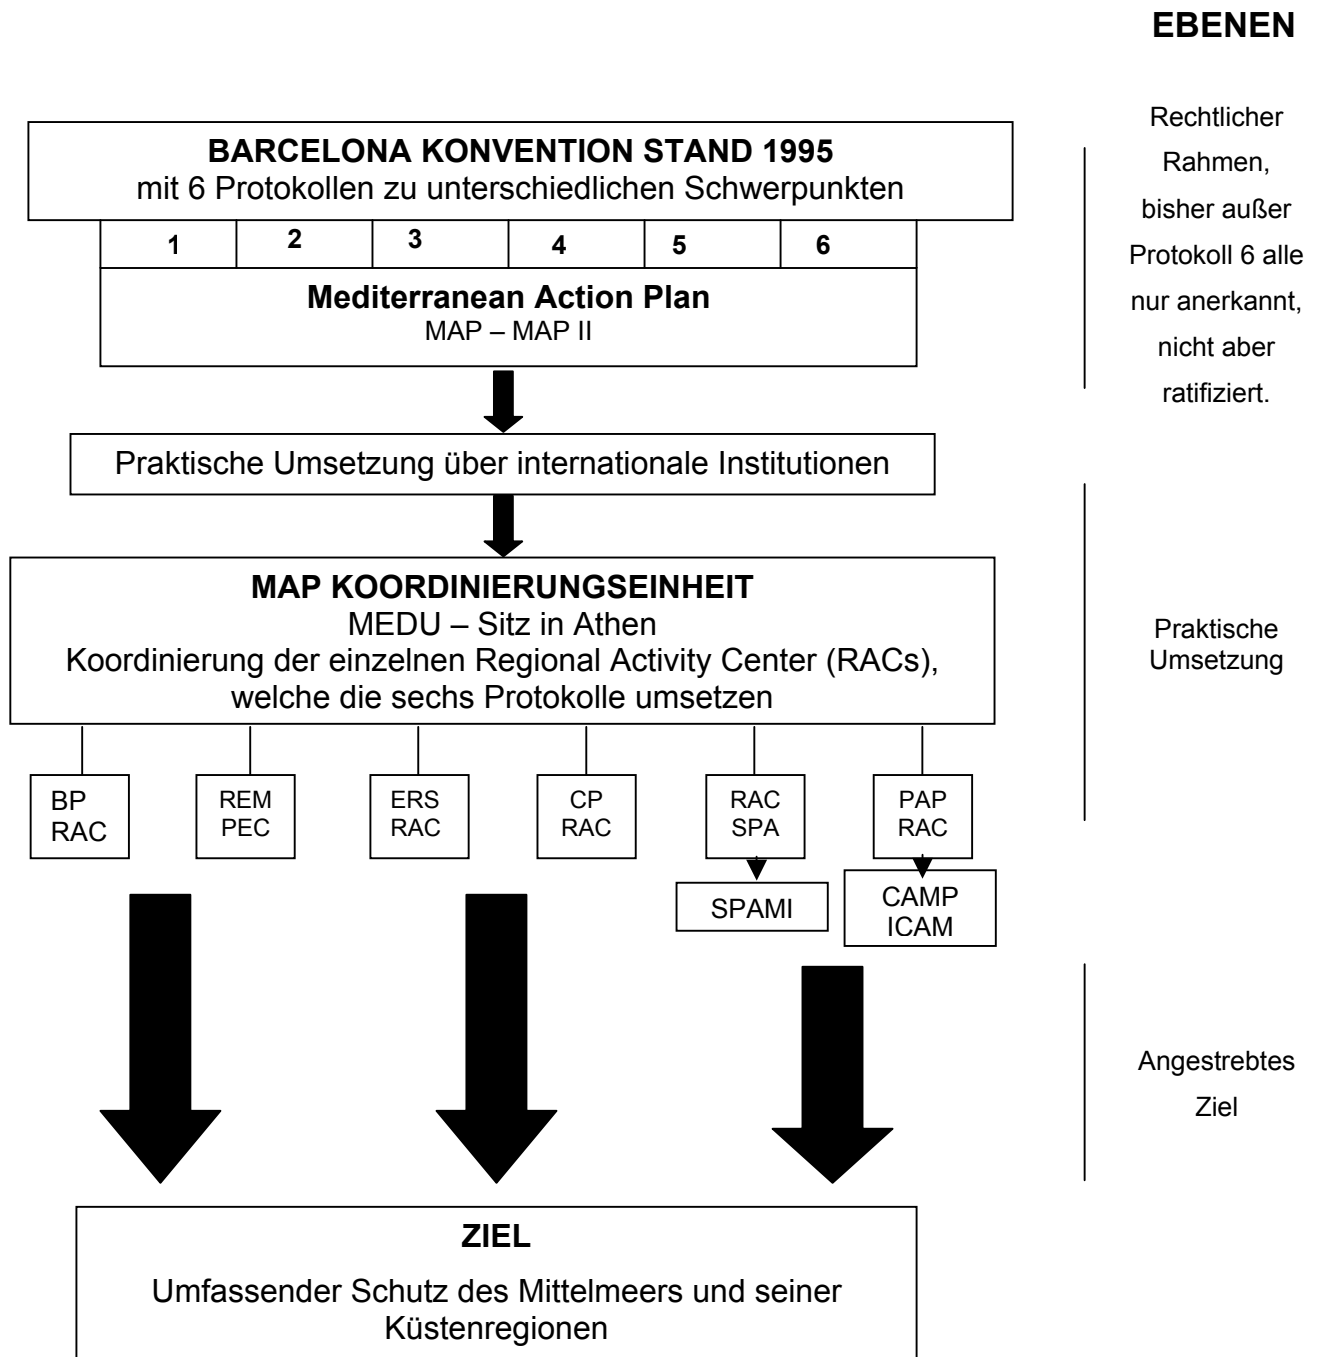 EBENEN
Rechtlicher
Rahmen,
bisher außer
Protokoll 6 alle
nur anerkannt,
nicht aber
ratifiziert.
BARCELONA KONVENTION STAND 1995
mit 6 Protokollen zu unterschiedlichen Schwerpunkten
1 2 3 4 5 6
Mediterranean Action Plan
MAP – MAP II
Praktische Umsetzung über internationale Institutionen
MAP KOORDINIERUNGSEINHEIT
MEDU – Sitz in Athen
Koordinierung der einzelnen Regional Activity Center (RACs),
welche die sechs Protokolle umsetzen
Praktische
Umsetzung
BP
RAC
REM
PEC
ERS
RAC
CP
RAC
RAC
SPA
PAP
RAC
SPAMI
CAMP
ICAM
Angestrebtes
Ziel
ZIEL
Umfassender Schutz des Mittelmeers und seiner
Küstenregionen